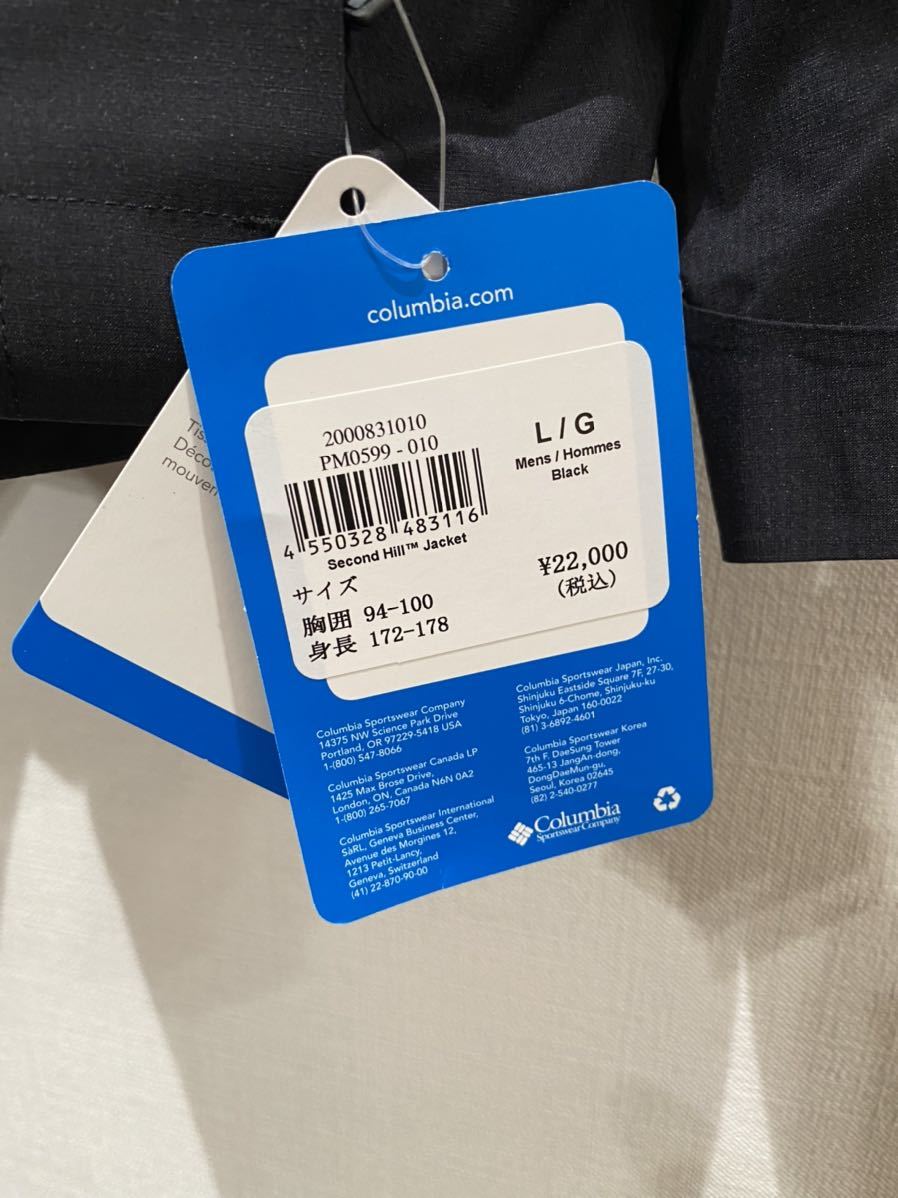 columbia.com
2000831010
PM0599 - 010
L / G
Mens / Hommes
Black
4 550328 483116
Second Hill™ Jacket
サイズ
胸囲 94-100
身長 172-178
¥22,000
(税込)
Columbia Sportswear Company
14375 NW Science Park Drive
Portland, OR 97229-5418 USA
1-(800) 547-8066
Columbia Sportswear Canada LP
1425 Max Brose Drive,
London, ON, Canada N6N 0A2
1-(800) 265-7067
Columbia Sportswear International
SàRL, Geneva Business Center,
Avenue des Morgines 12,
1213 Petit-Lancy,
Geneva, Switzerland
(41) 22-870-90-00
Columbia Sportswear Japan, Inc.
Shinjuku Eastside Square 7F, 27-30,
Shinjuku 6-Chome, Shinjuku-ku
Tokyo, Japan 160-0022
(81) 3-6892-4601
Columbia Sportswear Korea
7th F. DaeSung Tower
465-13 JangAn-dong,
DongDaeMun-gu,
Seoul, Korea 02645
(82) 2-540-0277
Columbia
Sportswear Company